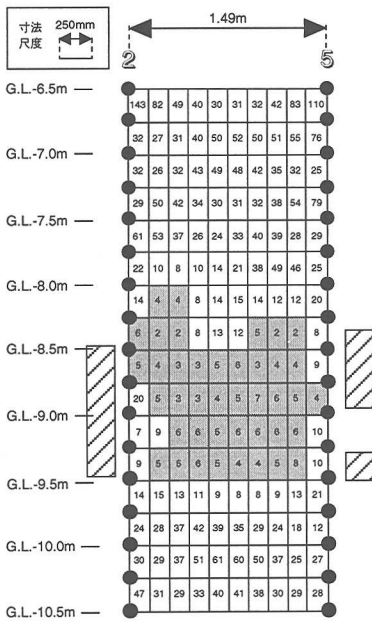 寸法 250mm
尺度
1.49m
2 5
G.L.-6.5m
143 82 49 40 30 31 32 42 83 110
32 27 31 40 50 52 50 51 55 76
G.L.-7.0m
32 26 32 43 49 48 42 35 32 25
29 50 42 34 30 31 32 38 54 79
G.L.-7.5m
61 53 37 26 24 33 40 39 28 29
22 10 8 10 14 21 38 49 46 25
G.L.-8.0m
14 4 4 8 14 15 14 12 12 20
6 2 2 8 13 12 5 2 2 8
G.L.-8.5m
5 4 3 3 5 6 3 4 4 9
20 5 3 3 4 5 7 6 5 4
G.L.-9.0m
7 9 6 6 5 6 6 6 6 10
9 5 5 6 5 4 4 5 8 10
G.L.-9.5m
14 15 13 11 9 8 8 9 13 21
24 28 37 42 39 35 29 24 18 12
G.L.-10.0m
30 29 37 51 61 60 50 37 25 27
47 31 29 33 40 41 38 30 29 28
G.L.-10.5m